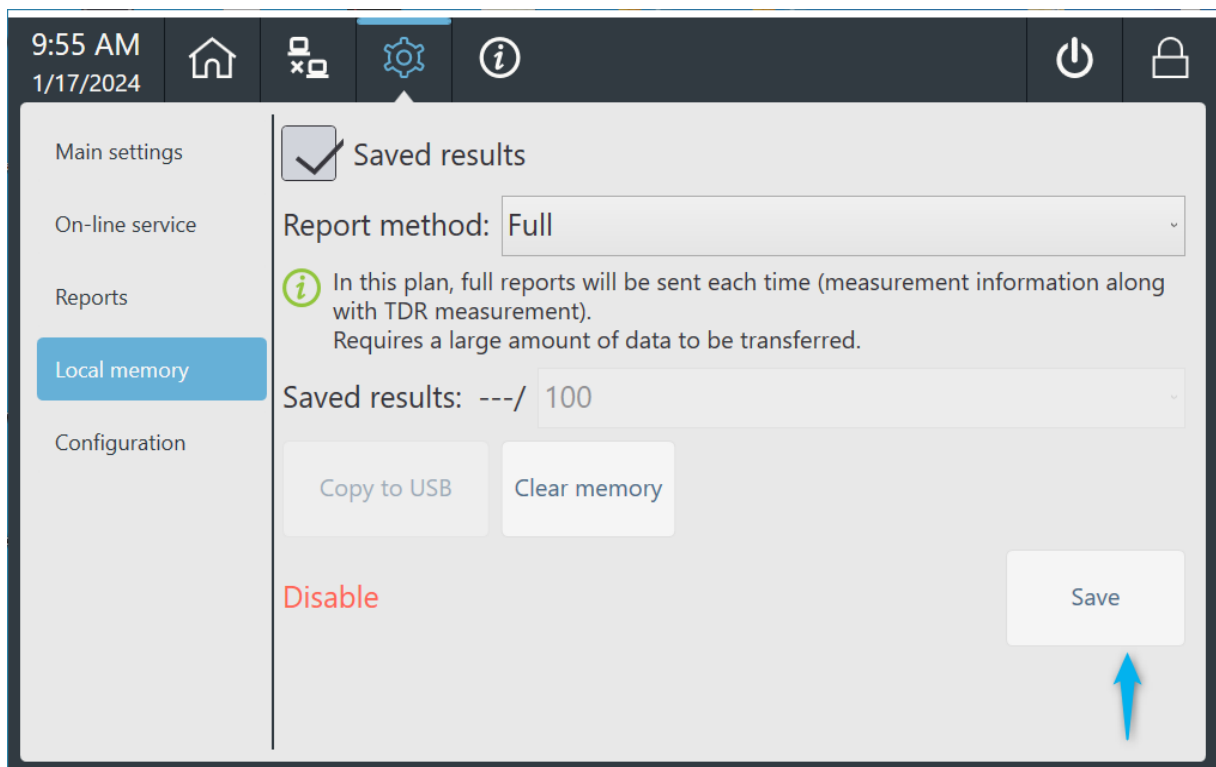 9:55 AM
1/17/2024
Main settings
On-line service
Reports
Local memory
Configuration
Saved results
Report method: Full
In this plan, full reports will be sent each time (measurement information along
with TDR measurement).
Requires a large amount of data to be transferred.
Saved results: ---/ 100
Copy to USB
Clear memory
Disable
Save